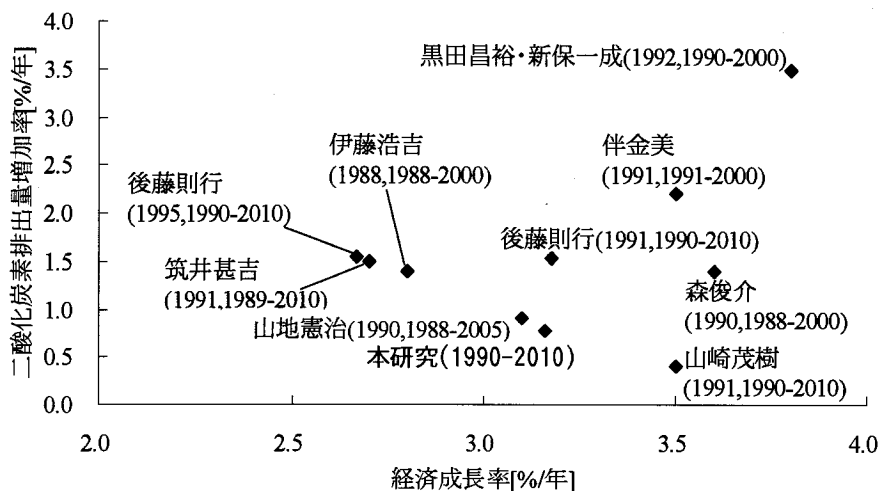 二酸化炭素排出量増加率[%/年]
4.0
3.5
3.0
2.5
2.0
1.5
1.0
0.5
0.0
黒田昌裕・新保一成(1992,1990-2000)
伊藤浩吉
(1988,1988-2000)
伴金美
(1991,1991-2000)
後藤則行
(1995,1990-2010)
後藤則行(1991,1990-2010)
筑井甚吉
(1991,1989-2010)
森俊介
(1990,1988-2000)
山地憲治(1990,1988-2005)
本研究(1990-2010)
山崎茂樹
(1991,1990-2010)
2.0 2.5 3.0 3.5 4.0
経済成長率[%/年]